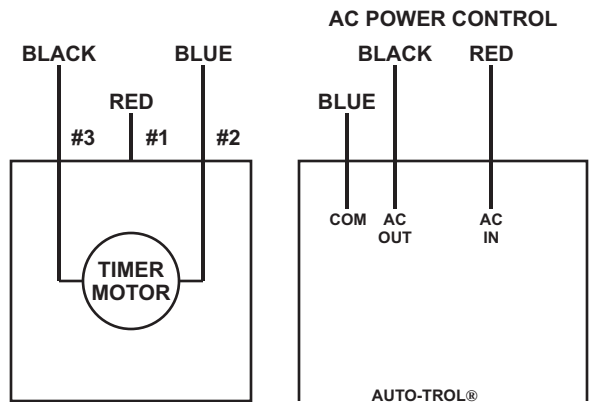 AC POWER CONTROL
BLACK BLUE
BLACK RED
RED
BLUE
#3 #1 #2
COM AC OUT
AC IN
TIMER
MOTOR
AUTO-TROL®